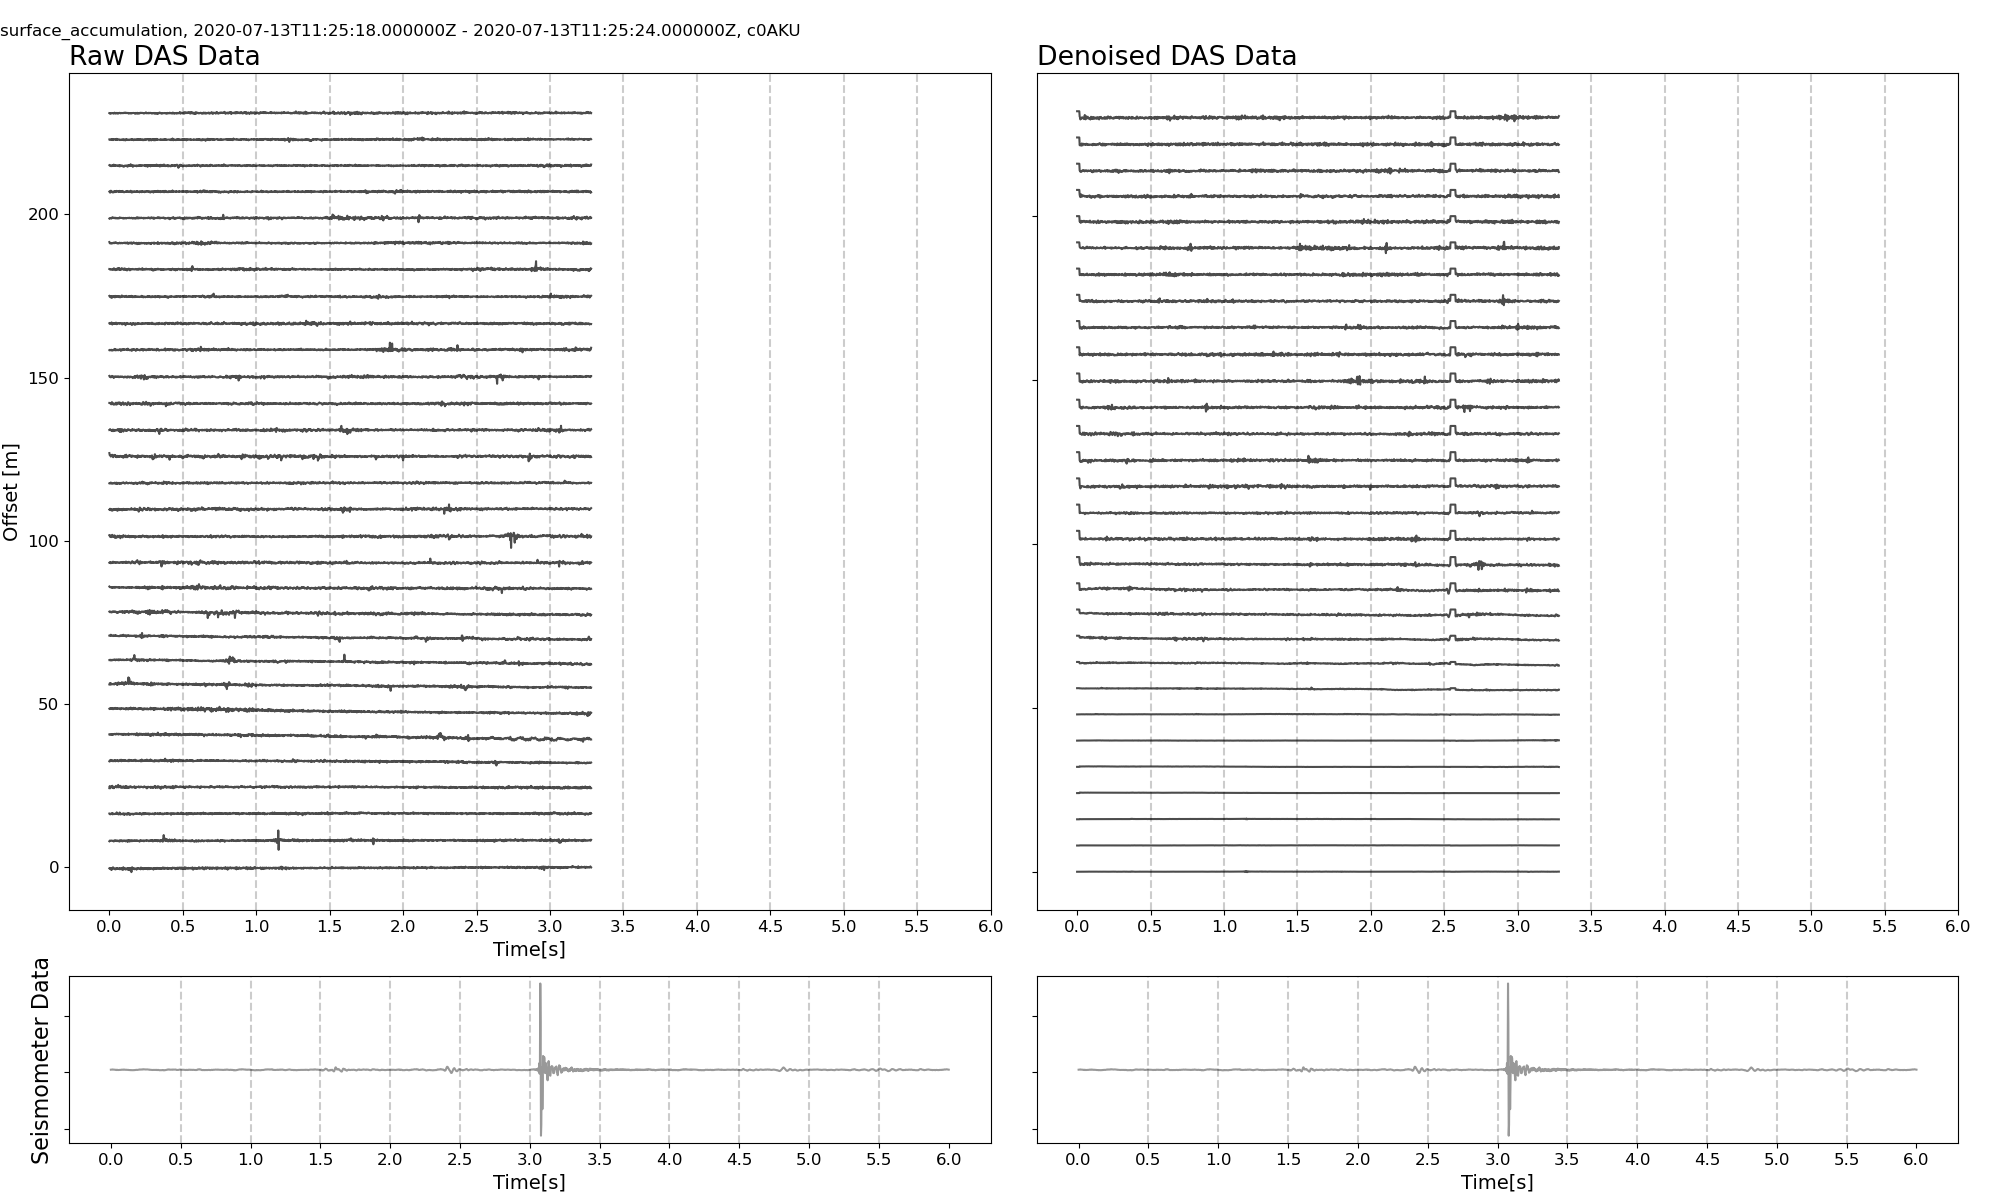 surface_accumulation, 2020-07-13T11:25:18.000000Z - 2020-07-13T11:25:24.000000Z, c0AKU
Raw DAS Data
Denoised DAS Data
Offset [m]
200
150
100
50
0
0.0 0.5 1.0 1.5 2.0 2.5 3.0 3.5 4.0 4.5 5.0 5.5 6.0
Time[s]
0.0 0.5 1.0 1.5 2.0 2.5 3.0 3.5 4.0 4.5 5.0 5.5 6.0
Seismometer Data
0.0 0.5 1.0 1.5 2.0 2.5 3.0 3.5 4.0 4.5 5.0 5.5 6.0
Time[s]
0.0 0.5 1.0 1.5 2.0 2.5 3.0 3.5 4.0 4.5 5.0 5.5 6.0
Time[s]